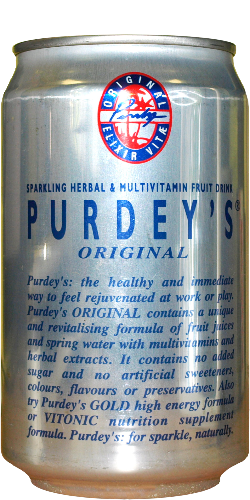 ORIGINAL
Purdey's
ELIXIR VITÆ
SPARKLING HERBAL & MULTIVITAMIN FRUIT DRINK
PURDEY'S®
ORIGINAL
Purdey's: the healthy and immediate
way to feel rejuvenated at work or play.
Purdey's ORIGINAL contains a unique
and revitalising formula of fruit juices
and spring water with multivitamins and
herbal extracts. It contains no added
sugar and no artificial sweeteners,
colours, flavours or preservatives. Also
try Purdey's GOLD high energy formula
or VITONIC nutrition supplement
formula. Purdey's: for sparkle, naturally.